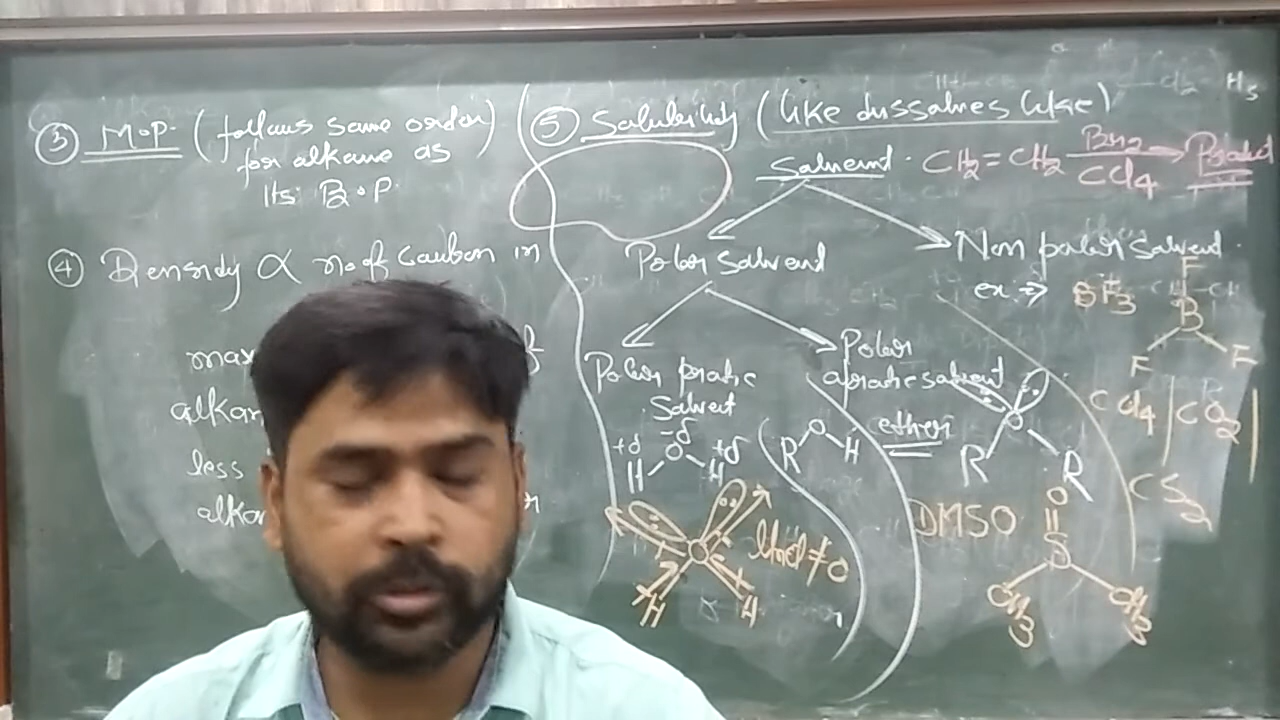 ③ M.P. (follows same order)
for alkane as
its B.P.
④ Density ∝ no of carbon in
max
of
alkan
less
alka
⑤ Solubility (like dissolves like)
Solvent. CH2=CH2 Br2 CCl4 Product
Polar Solvent
Non polar Solvent.
ex. ⇒ BF3
F
B
F F
Polar protic
Solvent
Polar
aprotic solvent
ether
CCl4 | CO2 |
CS2
+δ -δ +δ
H O H
R O H
O
R R
DMSO
O
S
CH3 CH3
O
H H
|μnet ≠ 0